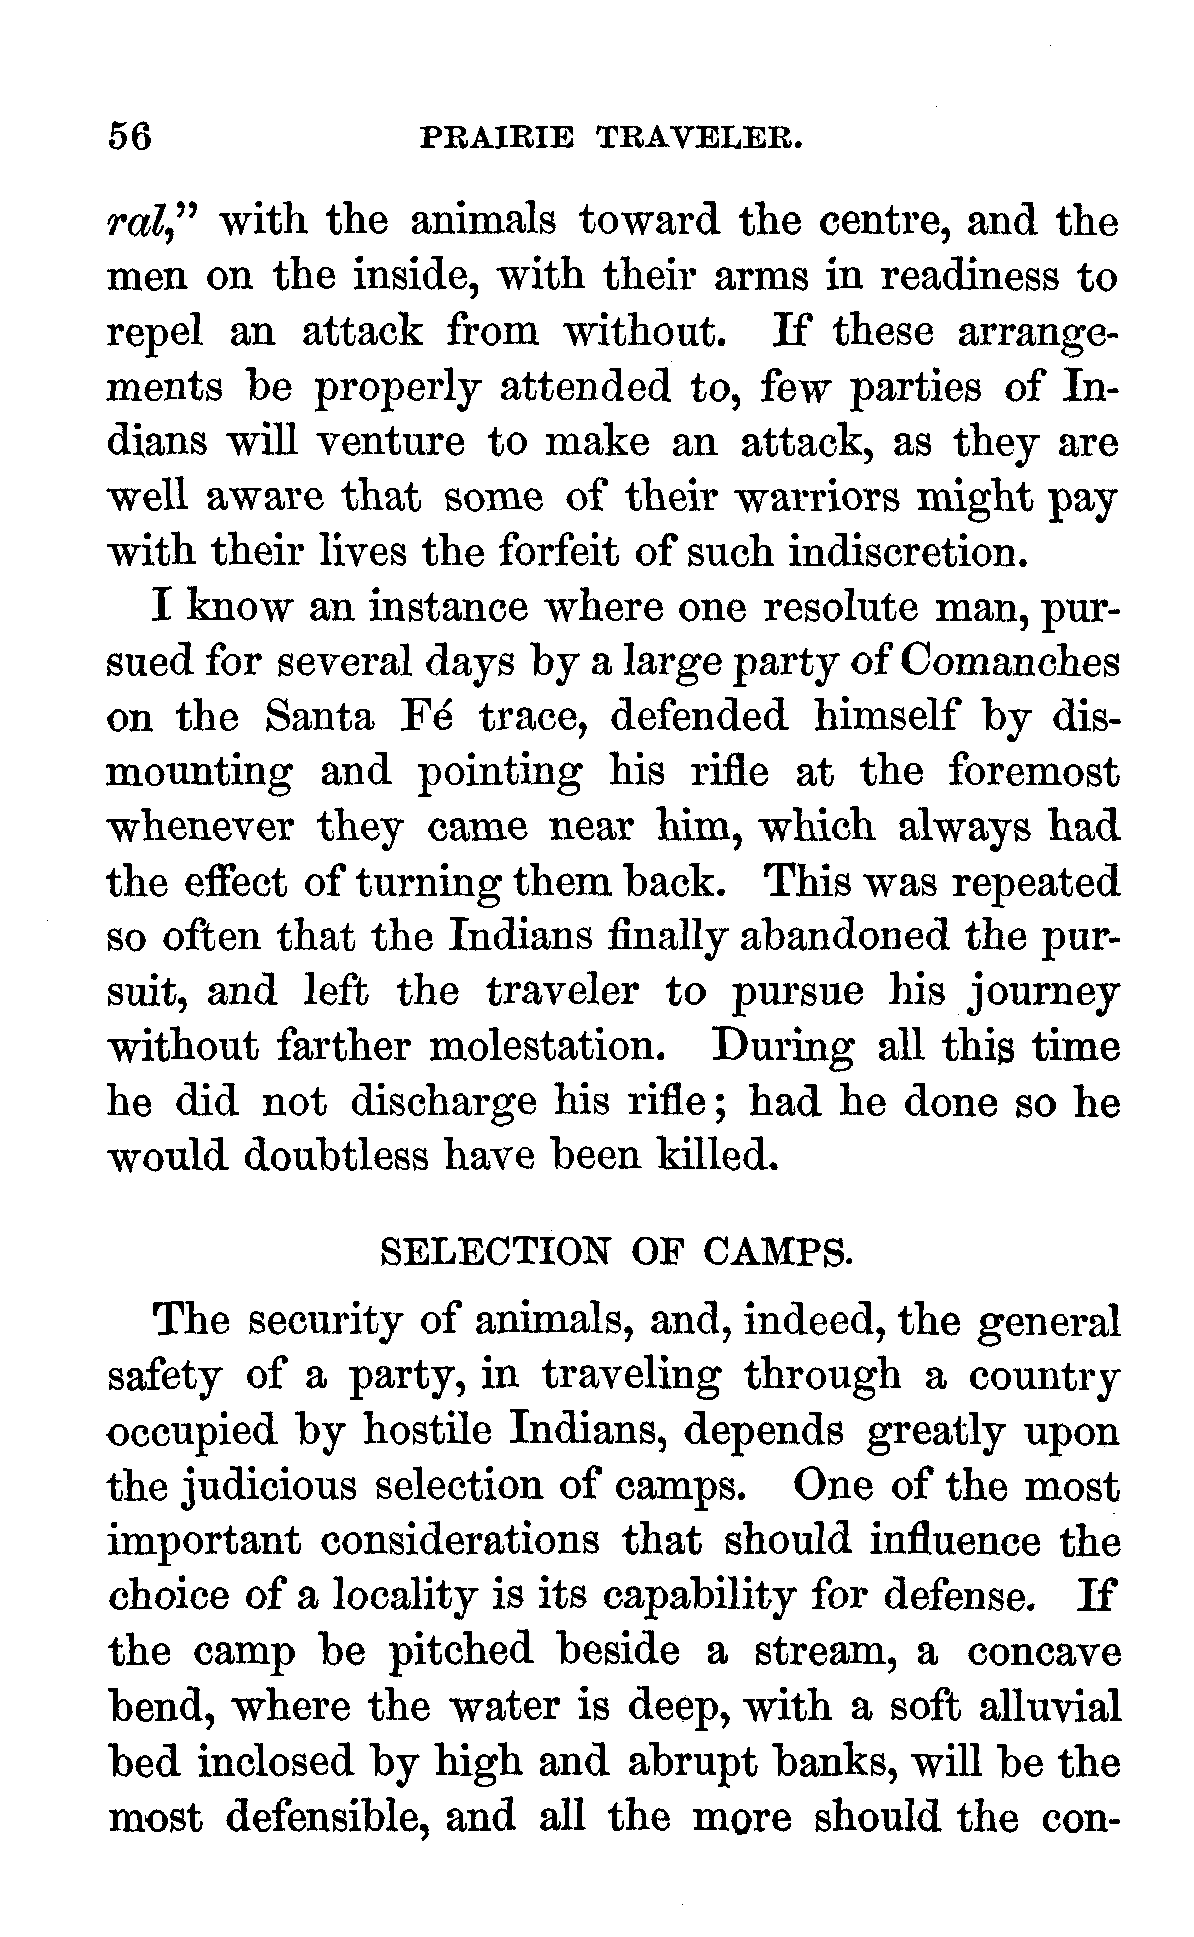 56 PRAIRIE TRAVELER.
ral,” with the animals toward the centre, and the
men on the inside, with their arms in readiness to
repel an attack from without. If these arrange-
ments be properly attended to, few parties of In-
dians will venture to make an attack, as they are
well aware that some of their warriors might pay
with their lives the forfeit of such indiscretion.
I know an instance where one resolute man, pur-
sued for several days by a large party of Comanches
on the Santa Fé trace, defended himself by dis-
mounting and pointing his rifle at the foremost
whenever they came near him, which always had
the effect of turning them back. This was repeated
so often that the Indians finally abandoned the pur-
suit, and left the traveler to pursue his journey
without farther molestation. During all this time
he did not discharge his rifle; had he done so he
would doubtless have been killed.
SELECTION OF CAMPS.
The security of animals, and, indeed, the general
safety of a party, in traveling through a country
occupied by hostile Indians, depends greatly upon
the judicious selection of camps. One of the most
important considerations that should influence the
choice of a locality is its capability for defense. If
the camp be pitched beside a stream, a concave
bend, where the water is deep, with a soft alluvial
bed inclosed by high and abrupt banks, will be the
most defensible, and all the more should the con-